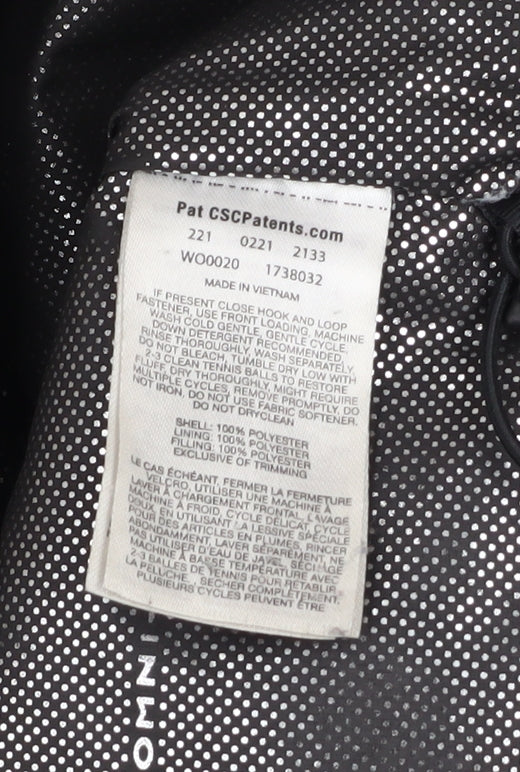 Pat CSCPatents.com
221 0221 2133
WO0020 1738032
MADE IN VIETNAM
IF PRESENT CLOSE HOOK AND LOOP
FASTENER, USE FRONT LOADING, MACHINE
WASH COLD GENTLE, GENTLE CYCLE,
DOWN DETERGENT RECOMMENDED,
RINSE THOROUGHLY, WASH SEPARATELY,
DO NOT BLEACH, TUMBLE DRY LOW WITH
2-3 CLEAN TENNIS BALLS TO RESTORE
FLUFF, DRY THOROUGHLY, MIGHT REQUIRE
MULTIPLE CYCLES, REMOVE PROMPTLY, DO
NOT IRON, DO NOT USE FABRIC SOFTENER,
DO NOT DRYCLEAN
SHELL: 100% POLYESTER
LINING: 100% POLYESTER
FILLING: 100% POLYESTER
EXCLUSIVE OF TRIMMING
LE CAS ÉCHÉANT, FERMER LA FERMETURE
VELCRO, UTILISER UNE MACHINE À
LAVER À CHARGEMENT FRONTAL, LAVAGE
MACHINE À FROID, CYCLE DÉLICAT, CYCLE
DOUX EN UTILISANT LA LESSIVE SPÉCIALE
POUR DES ARTICLES EN PLUMES, RINCER
ABONDAMMENT, LAVER SÉPARÉMENT, NE
PAS UTILISER D'EAU DE JAVEL, SÉCHAGE
MACHINE À BASSE TEMPÉRATURE AVEC
2-3 BALLES DE TENNIS POUR RÉTABLIR
LA PELUCHE, SÉCHER COMPLÈTEMENT,
PLUSIEURS CYCLES PEUVENT ÊTRE